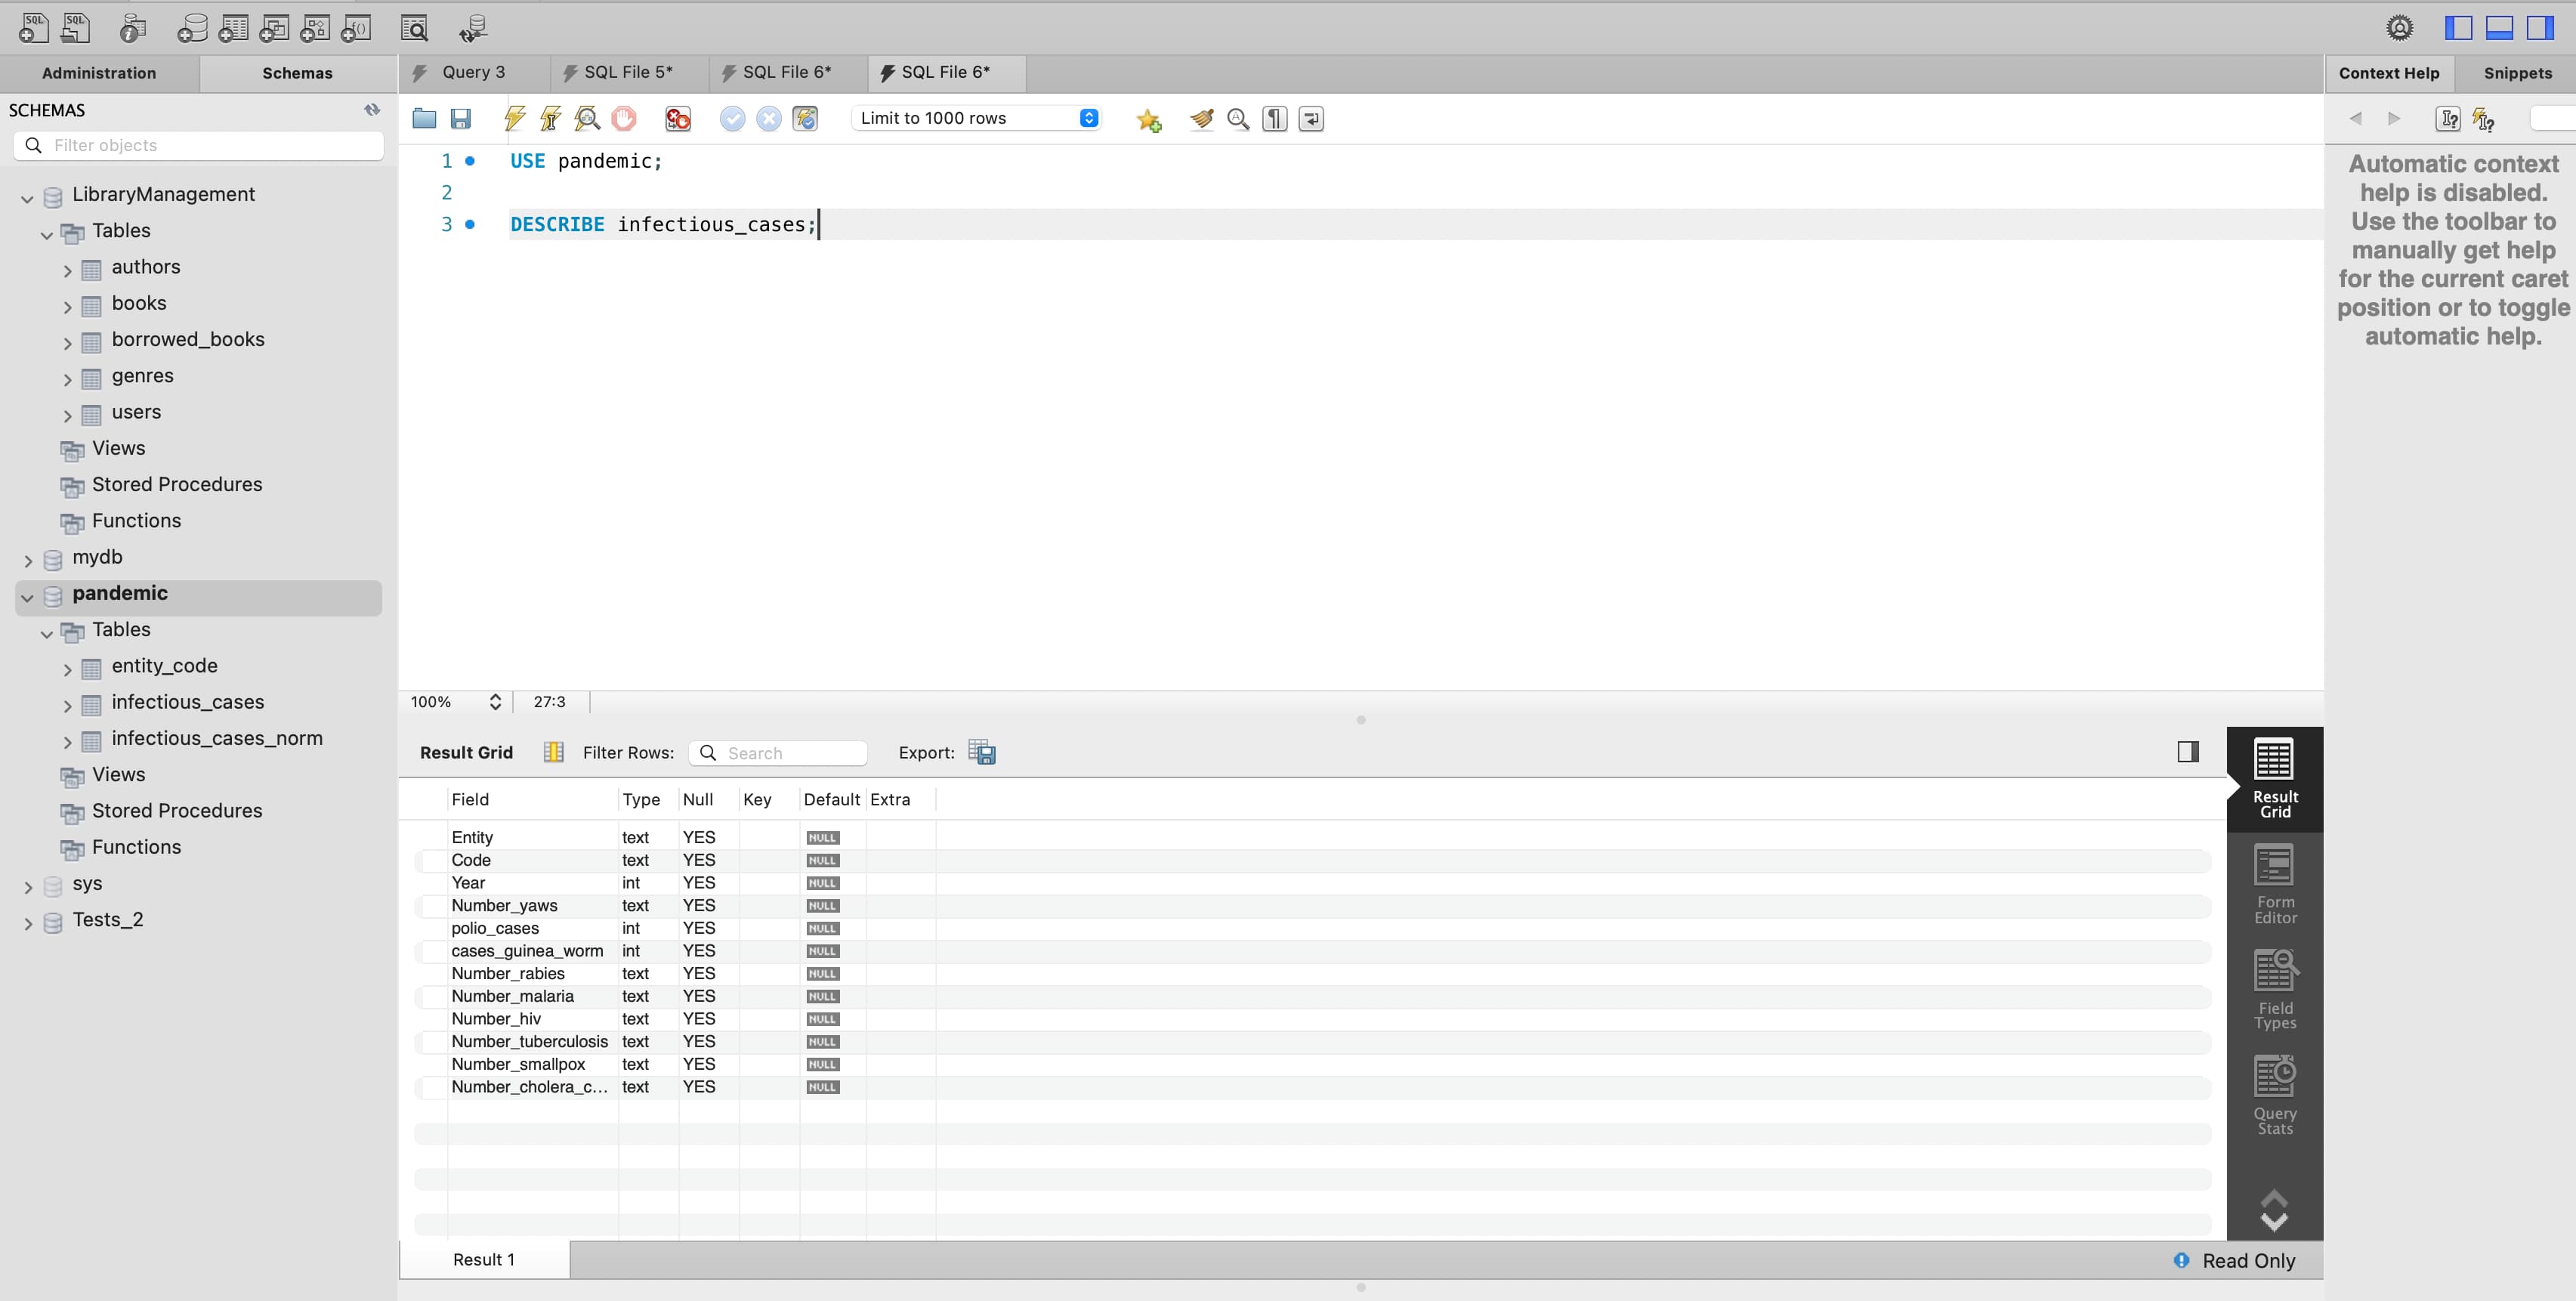 Administration
Schemas
Query 3
SQL File 5*
SQL File 6*
SQL File 6*
Context Help
Snippets
SCHEMAS
Filter objects
LibraryManagement
Tables
authors
books
borrowed_books
genres
users
Views
Stored Procedures
Functions
mydb
pandemic
Tables
entity_code
infectious_cases
infectious_cases_norm
Views
Stored Procedures
Functions
sys
Tests_2
Limit to 1000 rows
1 USE pandemic;
2
3 DESCRIBE infectious_cases;
100%
27:3
Automatic context
help is disabled.
Use the toolbar to
manually get help
for the current caret
position or to toggle
automatic help.
Result Grid
Filter Rows:
Search
Export:
Field Type Null Key Default Extra
Entity text YES NULL
Code text YES NULL
Year int YES NULL
Number_yaws text YES NULL
polio_cases int YES NULL
cases_guinea_worm int YES NULL
Number_rabies text YES NULL
Number_malaria text YES NULL
Number_hiv text YES NULL
Number_tuberculosis text YES NULL
Number_smallpox text YES NULL
Number_cholera_c... text YES NULL
Result
Grid
Form
Editor
Field
Types
Query
Stats
Result 1
Read Only